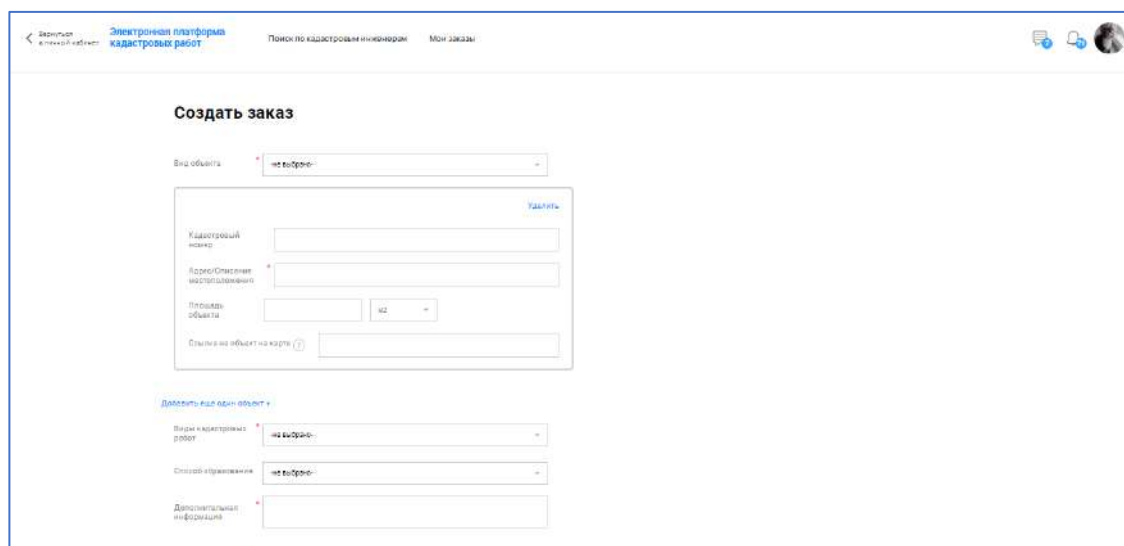 Вернуться
в личный кабинет
Электронная платформа
кадастровых работ
Поиск по кадастровым инженерам
Мои заказы
Создать заказ
Вид объекта *
-не выбрано-
Удалить
Кадастровый
номер
Адрес/Описание *
местоположения
Площадь
объекта
м2
Ссылка на объект на карте ?
Добавить еще один объект +
Виды кадастровых *
работ
-не выбрано-
Способ образования
-не выбрано-
Дополнительная *
информация